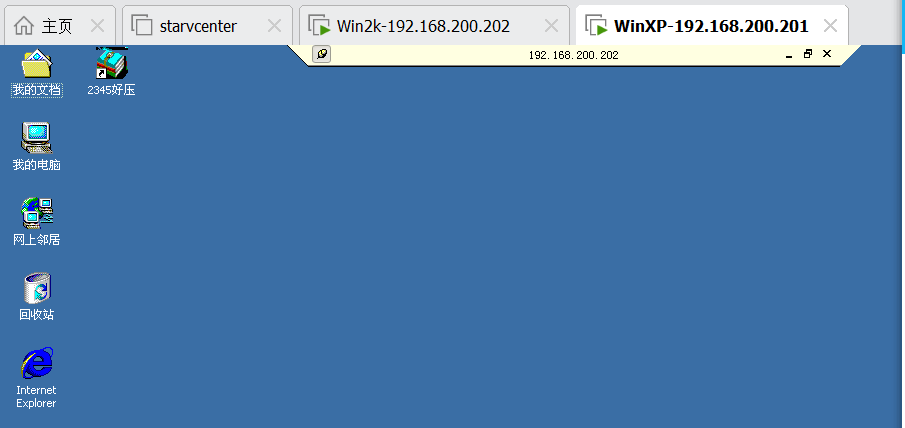 主页
starvcenter
Win2k-192.168.200.202
WinXP-192.168.200.201
192.168.200.202
我的文档
2345好压
我的电脑
网上邻居
回收站
Internet
Explorer